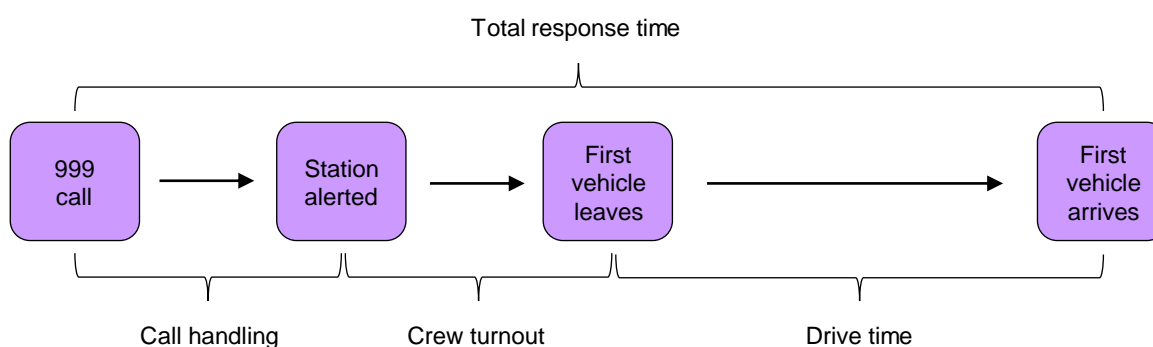 Total response time
999
call
Station
alerted
First
vehicle
leaves
First
vehicle
arrives
Call handling
Crew turnout
Drive time